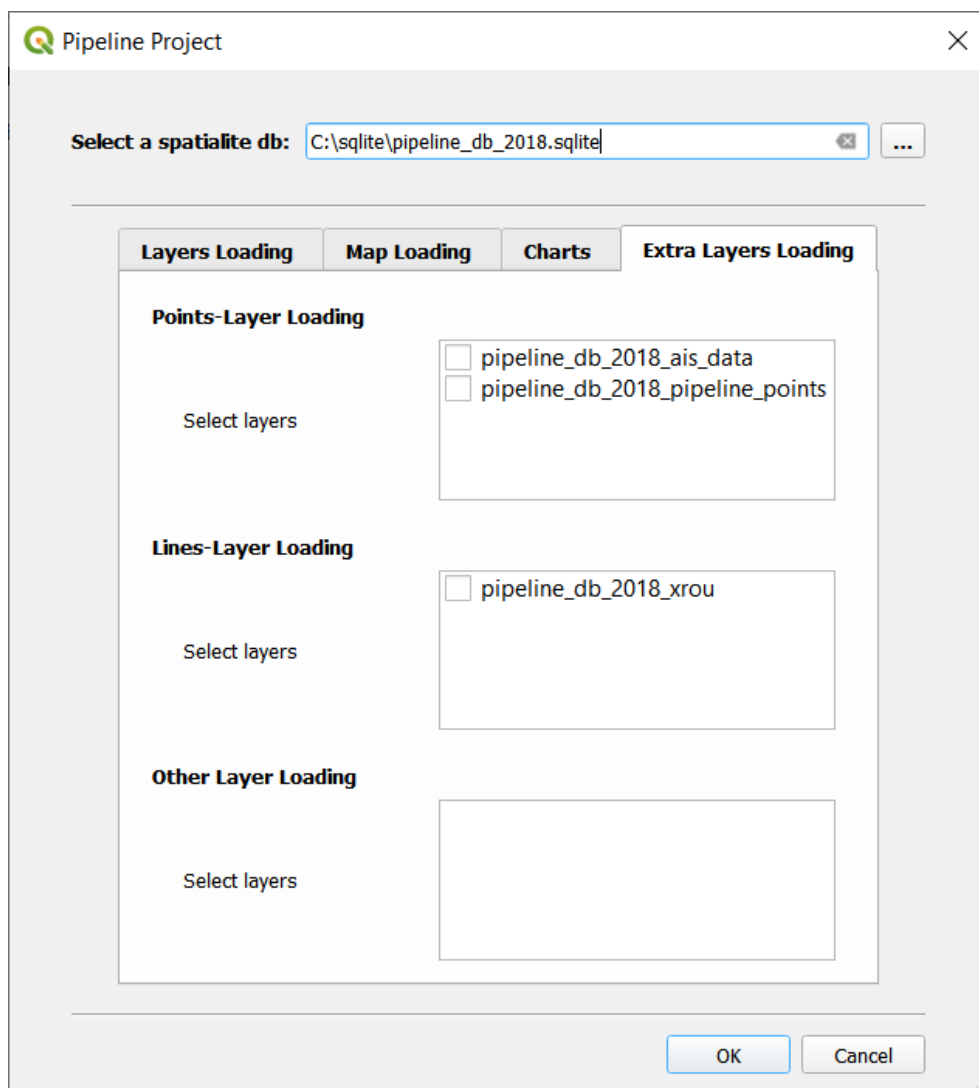 Pipeline Project
Select a spatialite db: C:\sqlite\pipeline_db_2018.sqlite ...
Layers Loading Map Loading Charts Extra Layers Loading
Points-Layer Loading
pipeline_db_2018_ais_data
pipeline_db_2018_pipeline_points
Select layers
Lines-Layer Loading
pipeline_db_2018_xrou
Select layers
Other Layer Loading
Select layers
OK Cancel